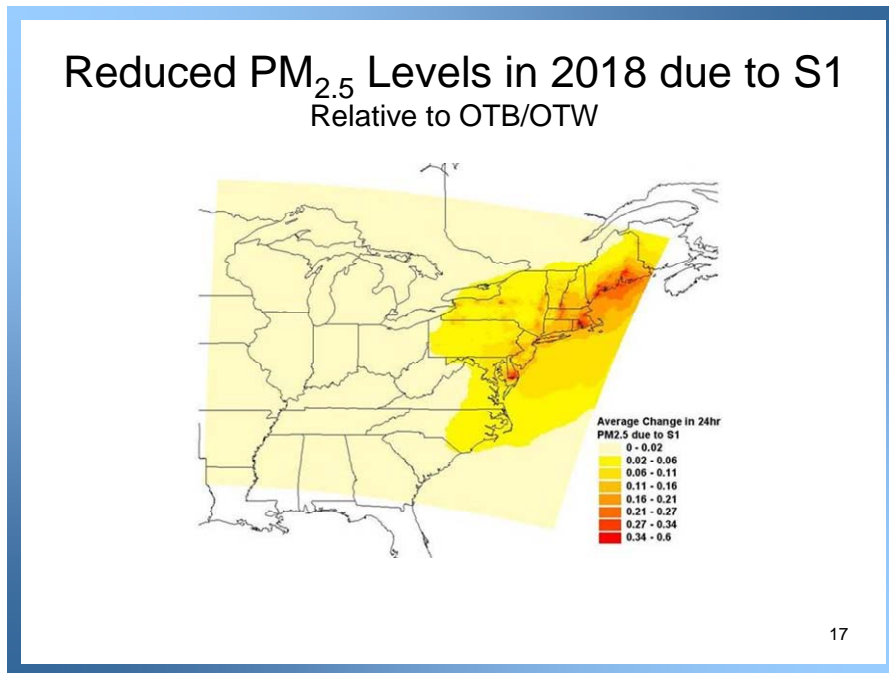 Reduced PM2.5 Levels in 2018 due to S1
Relative to OTB/OTW
Average Change in 24hr
PM2.5 due to S1
0 - 0.02
0.02 - 0.06
0.06 - 0.11
0.11 - 0.16
0.16 - 0.21
0.21 - 0.27
0.27 - 0.34
0.34 - 0.6
17